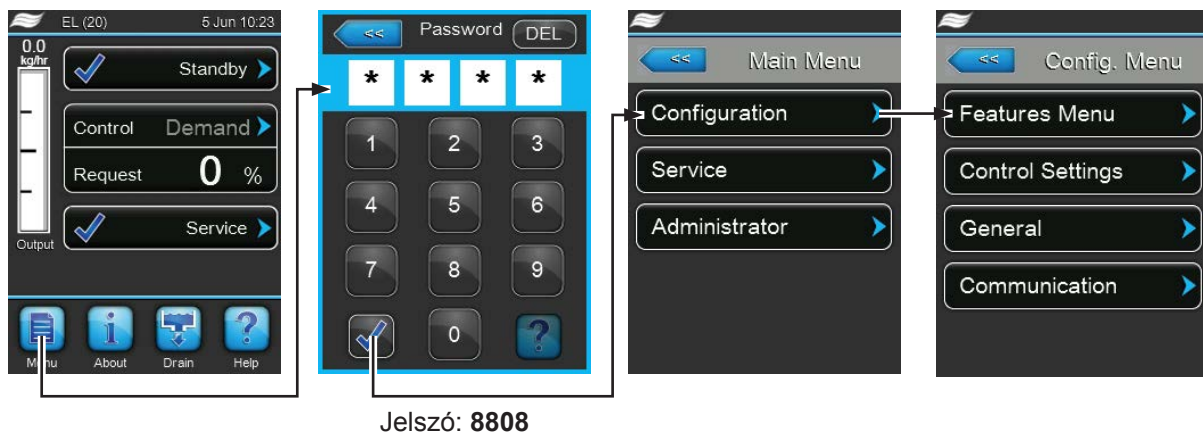 EL (20) 5 Jun 10:23
0.0
kg/hr
Standby
Control Demand
Request 0 %
Service
Output
Menu About Drain Help
<< Password DEL
* * * *
1 2 3
4 5 6
7 8 9
0 ?
<< Main Menu
Configuration
Service
Administrator
<< Config. Menu
Features Menu
Control Settings
General
Communication
Jelszó: 8808